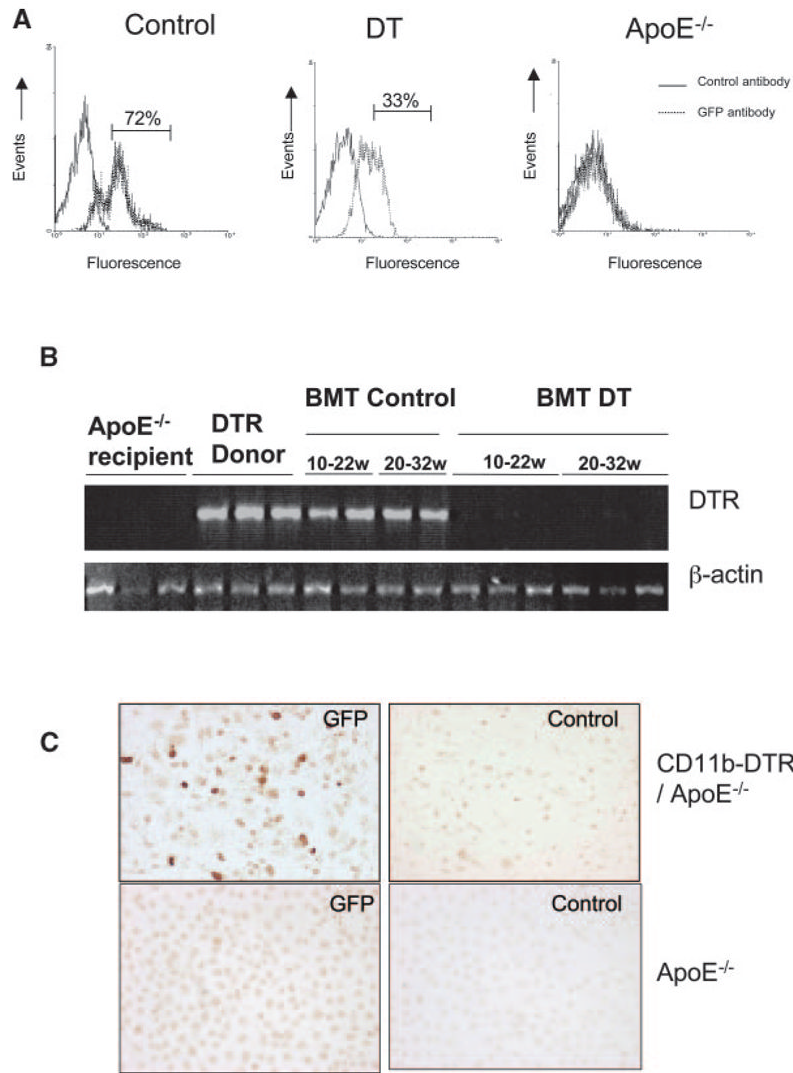 A
Control
DT
ApoE-/-
72%
33%
Control antibody
GFP antibody
Events
Events
Events
Fluorescence
Fluorescence
Fluorescence
B
ApoE-/- recipient
DTR Donor
BMT Control
BMT DT
10-22w
20-32w
10-22w
20-32w
DTR
β-actin
C
GFP
Control
CD11b-DTR
/ ApoE-/-
GFP
Control
ApoE-/-